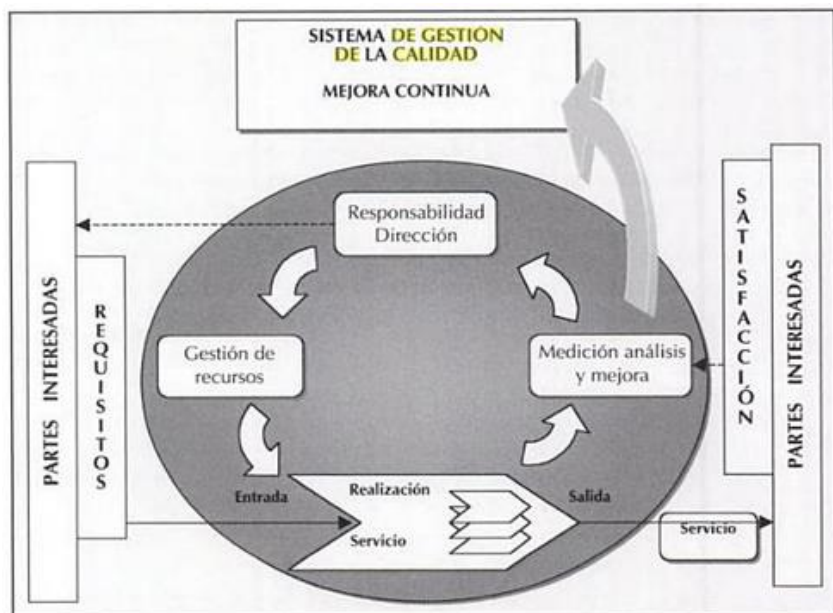 SISTEMA DE GESTIÓN
DE LA CALIDAD
MEJORA CONTINUA
PARTES INTERESADAS
REQUISITOS
Responsabilidad
Dirección
Gestión de
recursos
Medición análisis
y mejora
Entrada
Realización
Servicio
Salida
Servicio
SATISFACCIÓN
PARTES INTERESADAS